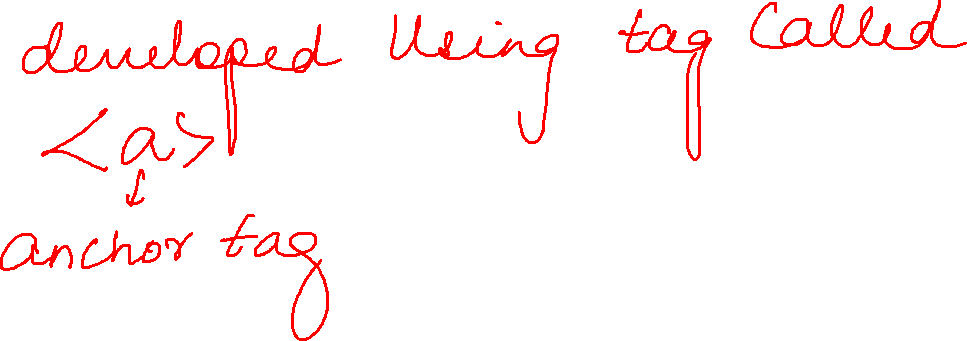 developed Using tag Called
<a>
↓
anchor tag